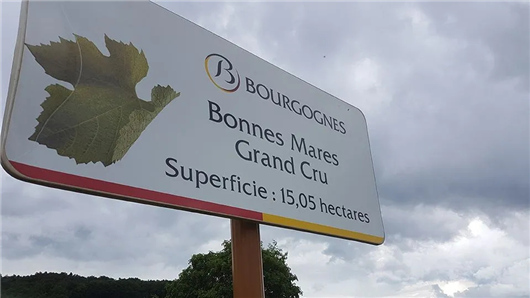 B BOURGOGNES
Bonnes Mares
Grand Cru
Superficie : 15,05 hectares